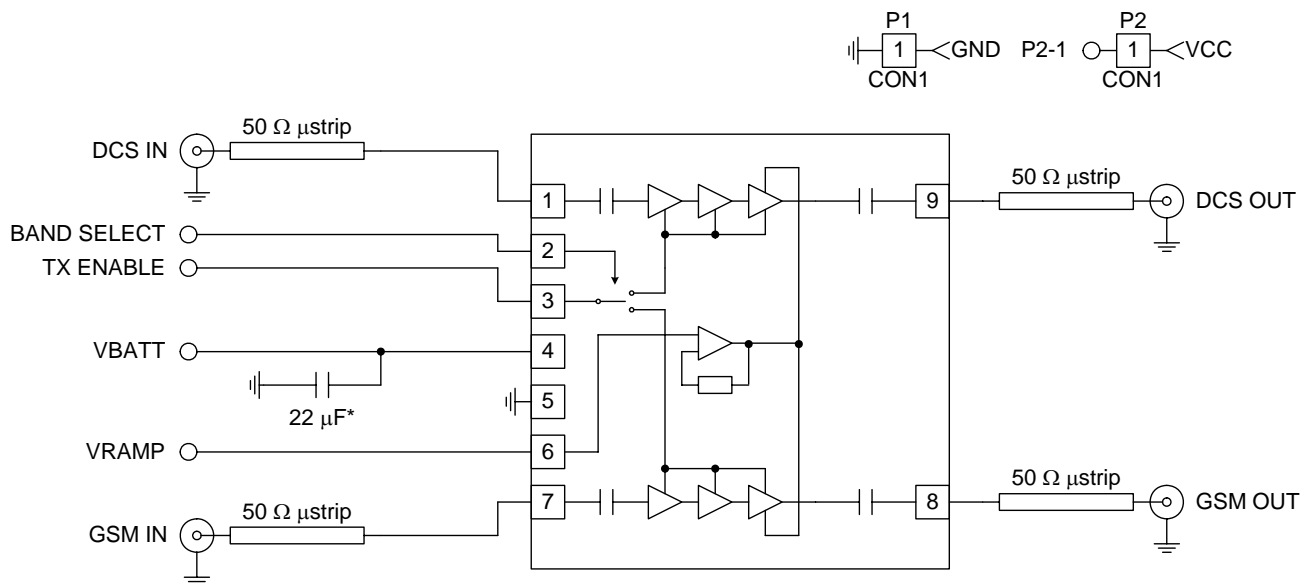 P1
1
GND
CON1
P2-1
P2
1
VCC
CON1
DCS IN
50 Ω μstrip
BAND SELECT
TX ENABLE
VBATT
22 μF*
VRAMP
GSM IN
50 Ω μstrip
1
2
3
4
5
6
7
9
8
50 Ω μstrip
DCS OUT
50 Ω μstrip
GSM OUT